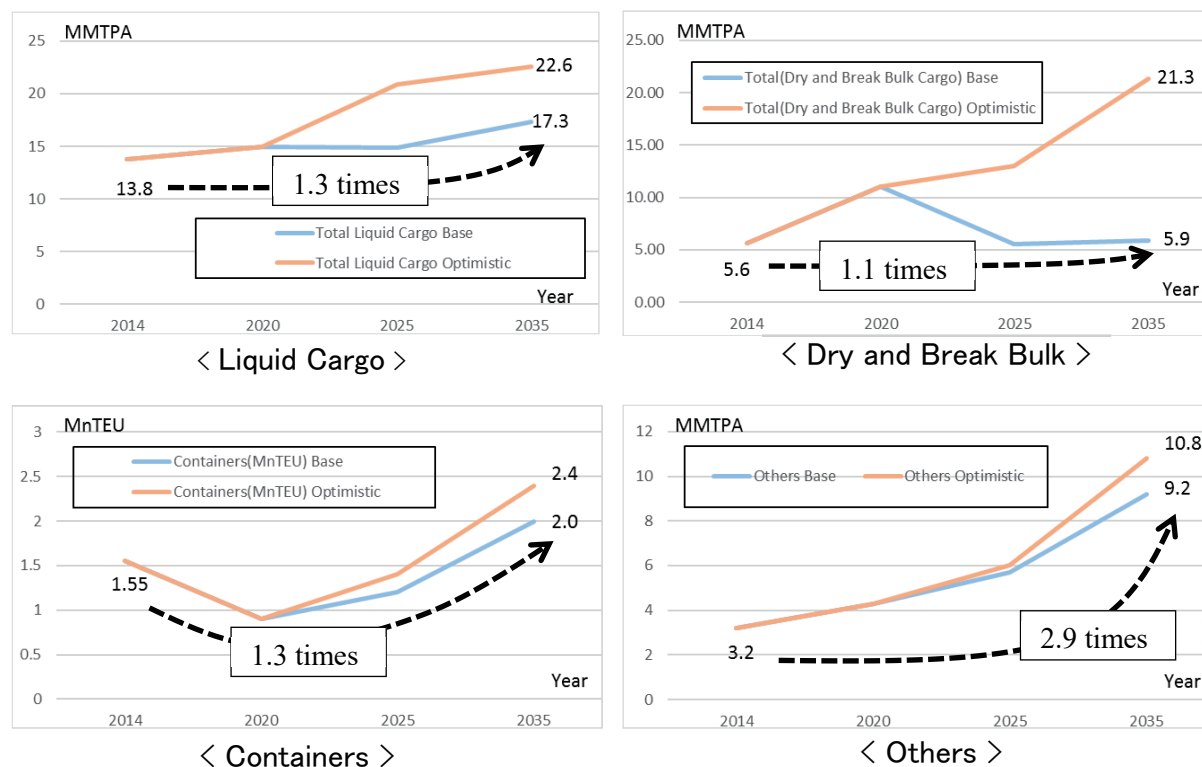 MMTPA
25
20
15
10
5
0
22.6
17.3
13.8
1.3 times
Total Liquid Cargo Base
Total Liquid Cargo Optimistic
Year
2014 2020 2025 2035
< Liquid Cargo >
MMTPA
25.00
20.00
15.00
10.00
5.00
0.00
Total(Dry and Break Bulk Cargo) Base
Total(Dry and Break Bulk Cargo) Optimistic
21.3
5.9
5.6
1.1 times
Year
2014 2020 2025 2035
< Dry and Break Bulk >
MnTEU
3
2.5
2
1.5
1
0.5
0
Containers(MnTEU) Base
Containers(MnTEU) Optimistic
2.4
2.0
1.55
1.3 times
Year
2014 2020 2025 2035
< Containers >
MMTPA
12
10
8
6
4
2
0
Others Base Others Optimistic
10.8
9.2
3.2
2.9 times
Year
2014 2020 2025 2035
< Others >